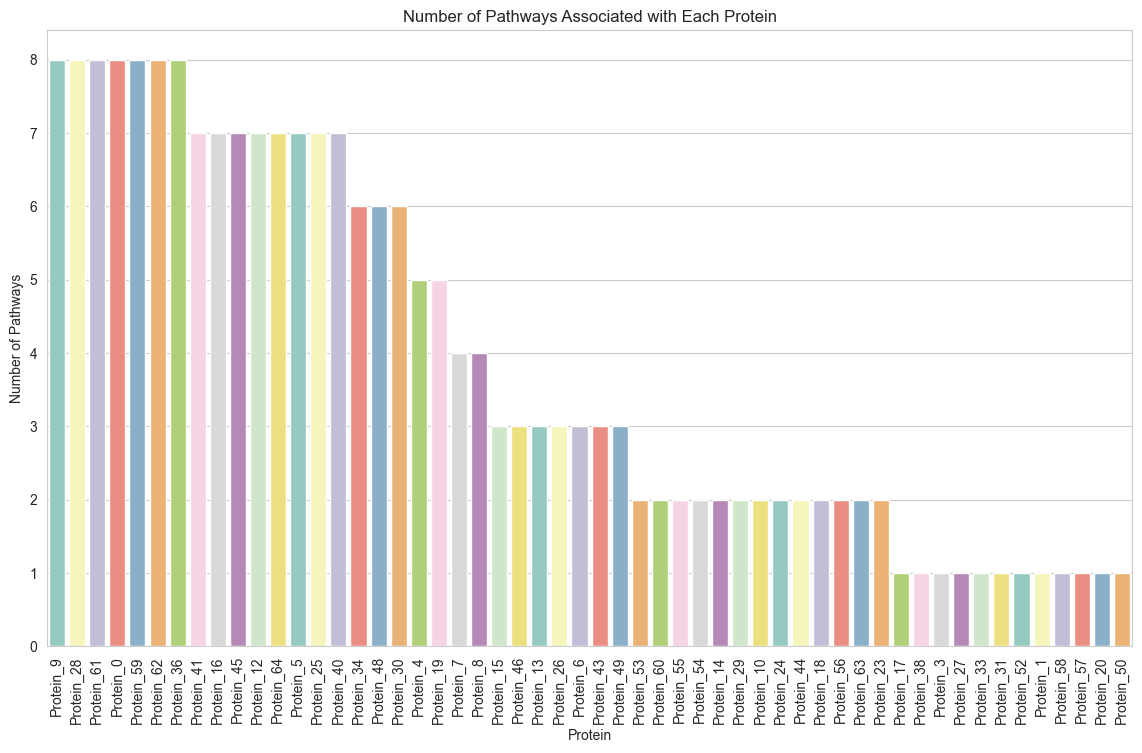 Number of Pathways Associated with Each Protein
Number of Pathways
8
7
6
5
4
3
2
1
0
Protein_9
Protein_28
Protein_61
Protein_0
Protein_59
Protein_62
Protein_36
Protein_41
Protein_16
Protein_45
Protein_12
Protein_64
Protein_5
Protein_25
Protein_40
Protein_34
Protein_48
Protein_30
Protein_4
Protein_19
Protein_7
Protein_8
Protein_15
Protein_46
Protein_13
Protein_26
Protein_6
Protein_43
Protein_49
Protein_53
Protein_60
Protein_55
Protein_54
Protein_14
Protein_29
Protein_10
Protein_24
Protein_44
Protein_18
Protein_56
Protein_63
Protein_23
Protein_17
Protein_38
Protein_3
Protein_27
Protein_33
Protein_31
Protein_52
Protein_1
Protein_58
Protein_57
Protein_20
Protein_50
Protein